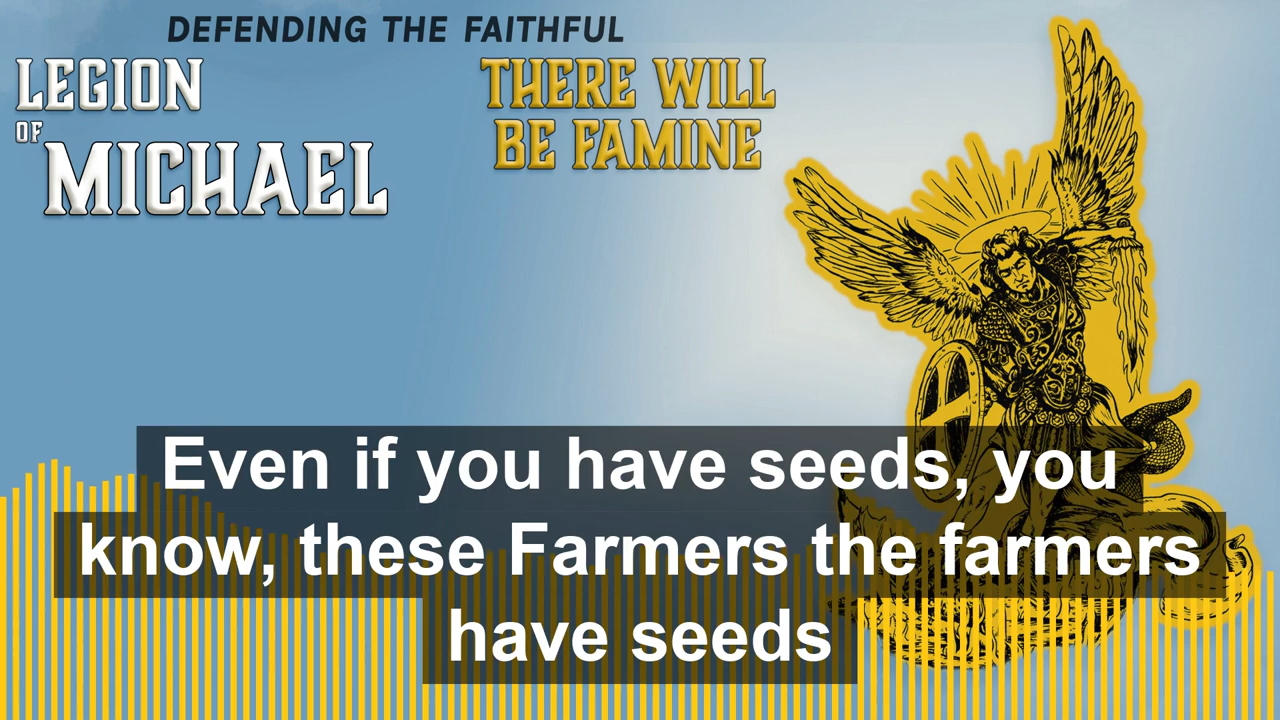 DEFENDING THE FAITHFUL
LEGION
OF
MICHAEL
THERE WILL
BE FAMINE
Even if you have seeds, you
know, these Farmers the farmers
have seeds